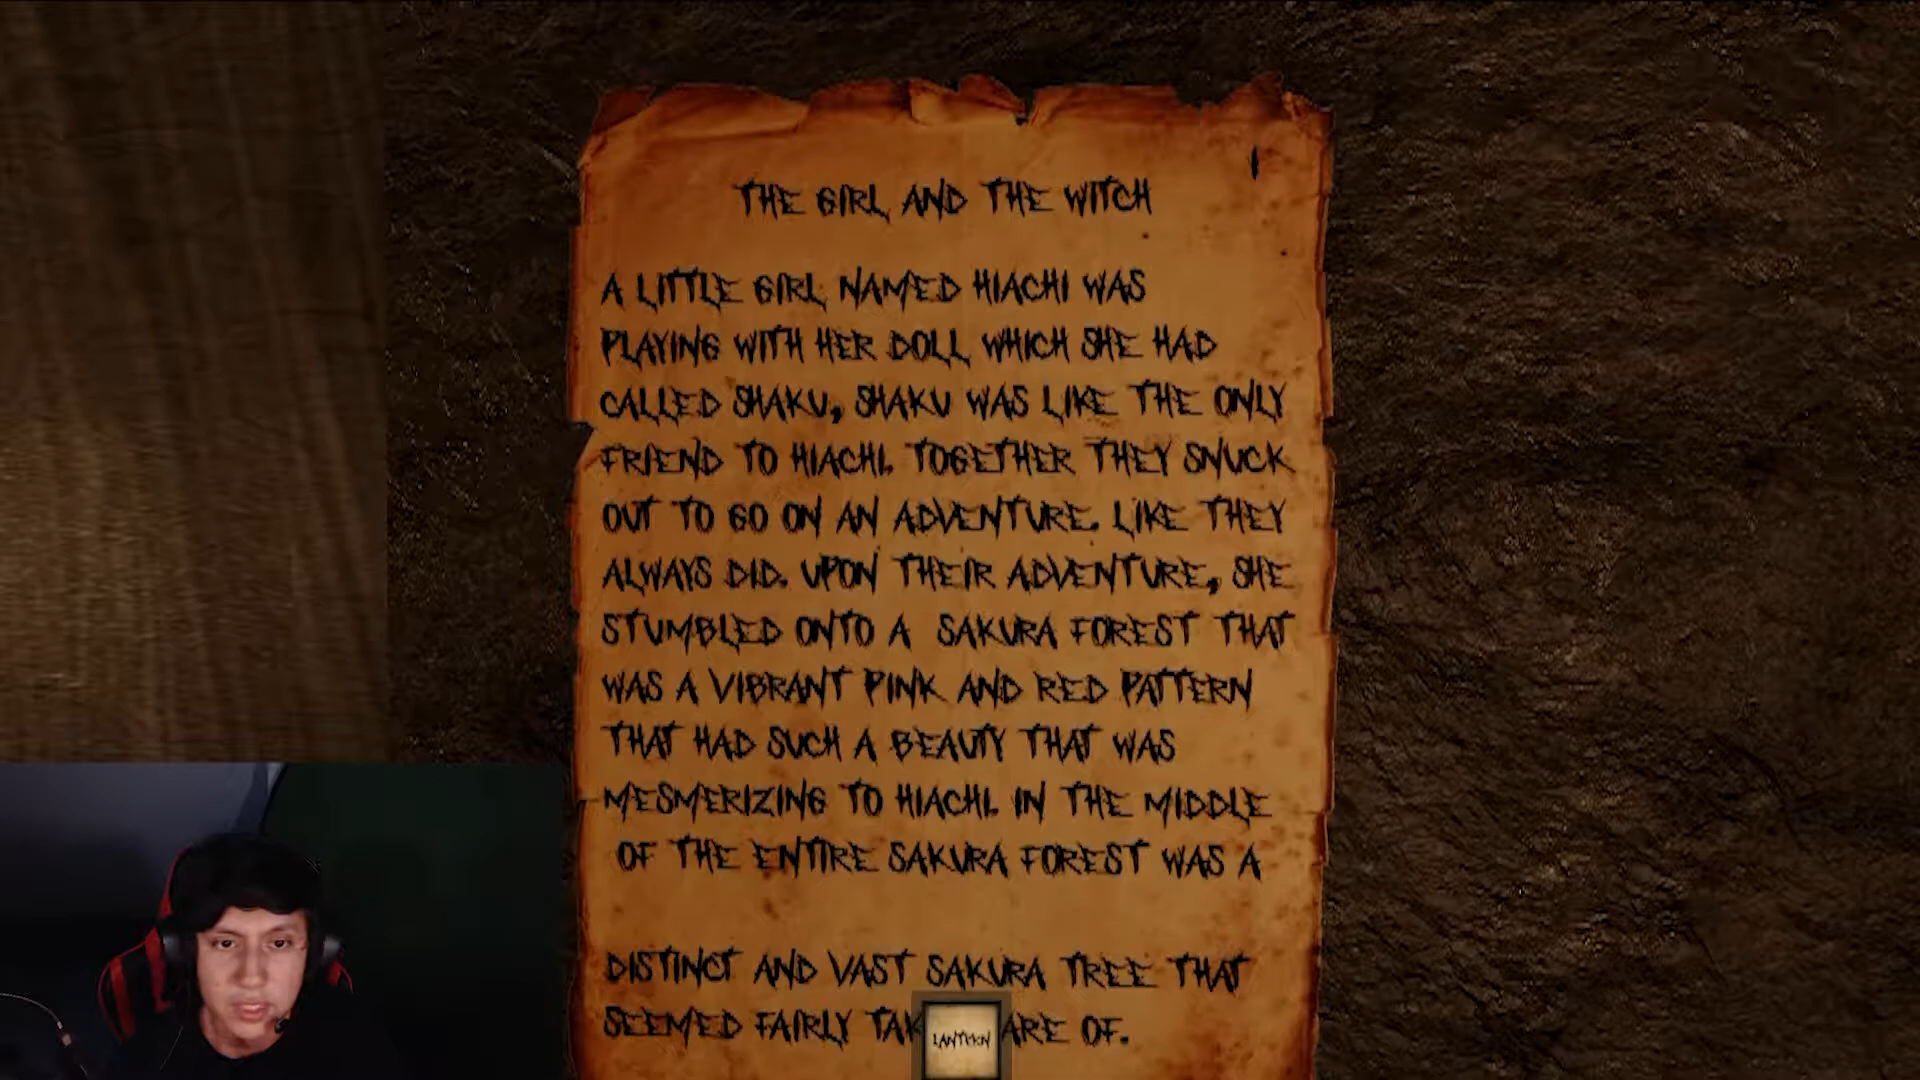 1
THE GIRL AND THE WITCH
A LITTLE GIRL NAMED HIACHI WAS
PLAYING WITH HER DOLL WHICH SHE HAD
CALLED SHAKU, SHAKU WAS LIKE THE ONLY
FRIEND TO HIACHI. TOGETHER THEY SNUCK
OUT TO GO ON AN ADVENTURE. LIKE THEY
ALWAYS DID. UPON THEIR ADVENTURE, SHE
STUMBLED ONTO A SAKURA FOREST THAT
WAS A VIBRANT PINK AND RED PATTERN
THAT HAD SUCH A BEAUTY THAT WAS
MESMERIZING TO HIACHI. IN THE MIDDLE
OF THE ENTIRE SAKURA FOREST WAS A
DISTINCT AND VAST SAKURA TREE THAT
SEEMED FAIRLY TAK ARE OF.
LANTERN